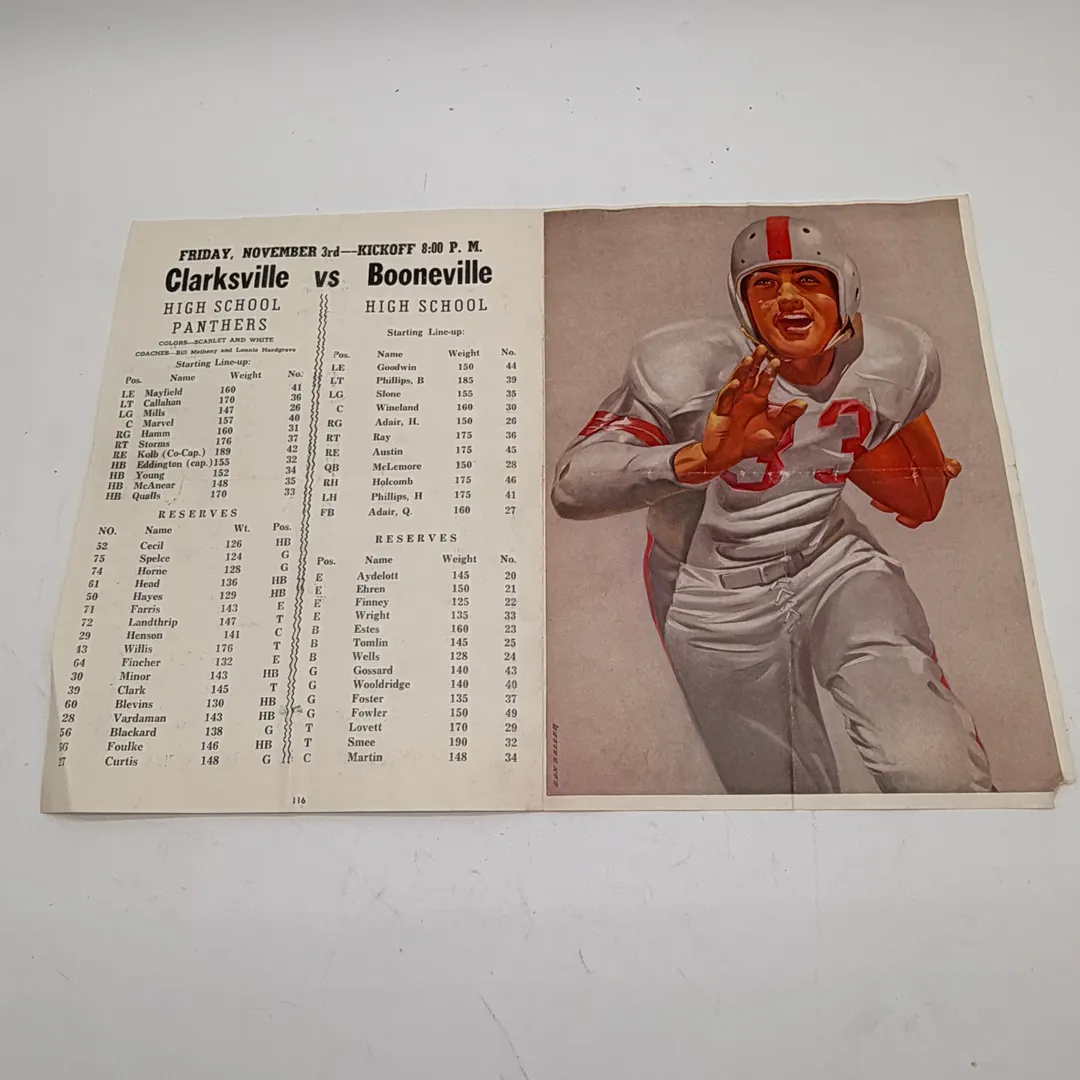 FRIDAY, NOVEMBER 3rd—KICKOFF 8:00 P. M.
Clarksville vs Booneville
HIGH SCHOOL
PANTHERS
COLORS—SCARLET AND WHITE
COACHES—Bill Metheny and Lonnie Hardgrave
Starting Line-up:
Pos. Name Weight No.
LE Mayfield 160 41
LT Callahan 170 36
LG Mills 147 26
C Marvel 157 40
RG Hamm 160 31
RT Storms 176 37
RE Kolb (Co-Cap.) 189 42
HB Eddington (cap.) 155 32
HB Young 152 34
HB McAnear 148 35
HB Qualls 170 33
RESERVES
NO. Name Wt. Pos.
52 Cecil 126 HB
75 Spelce 124 G
74 Horne 128 G
61 Head 136 HB
50 Hayes 129 HB
71 Farris 143 E
72 Landthrip 147 T
29 Henson 141 C
43 Willis 176 T
64 Fincher 132 E
30 Minor 143 HB
39 Clark 145 T
60 Blevins 130 HB
28 Vardaman 143 HB
56 Blackard 138 G
Foulke 146 HB
Curtis 148 G
HIGH SCHOOL
Starting Line-up:
Pos. Name Weight No.
LE Goodwin 150 44
LT Phillips, B 185 39
LG Slone 155 35
C Wineland 160 30
RG Adair, H. 150 26
RT Ray 175 36
RE Austin 175 45
QB McLemore 150 28
RH Holcomb 175 46
LH Phillips, H 175 41
FB Adair, Q. 160 27
RESERVES
Pos. Name Weight No.
E Aydelott 145 20
E Ehren 150 21
E Finney 125 22
E Wright 135 33
B Estes 160 23
B Tomlin 145 25
B Wells 128 24
G Gossard 140 43
G Wooldridge 140 40
G Foster 135 37
G Fowler 150 49
T Lovett 170 29
T Smee 190 32
C Martin 148 34
116
33
LON KELLER